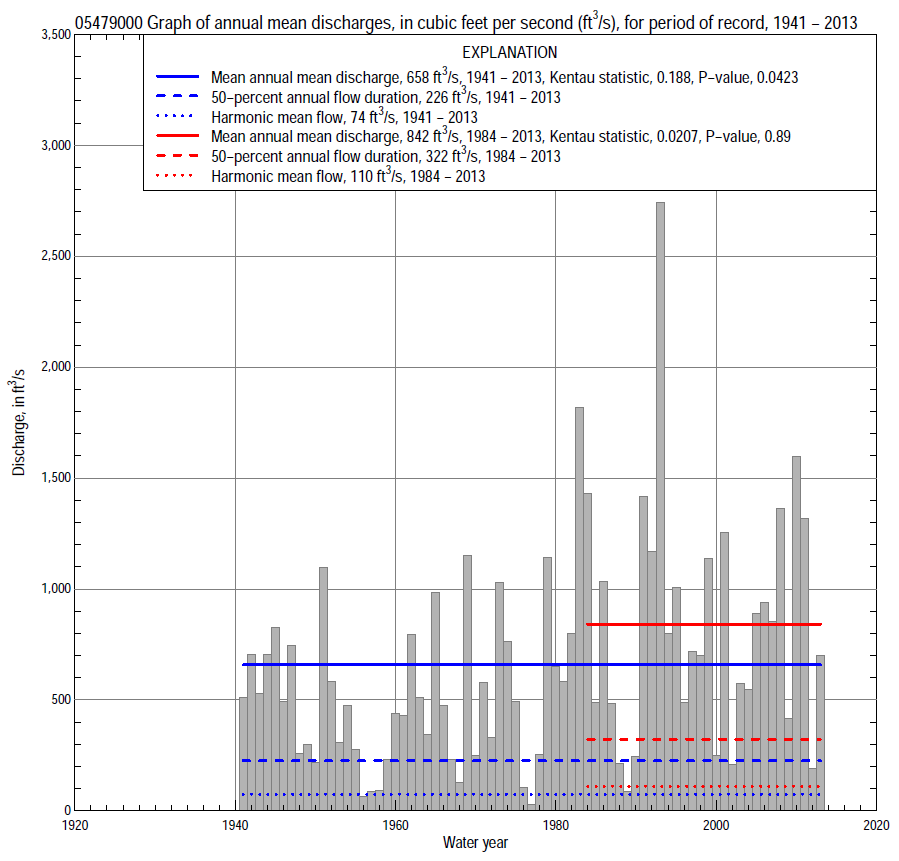 05479000 Graph of annual mean discharges, in cubic feet per second (ft³/s), for period of record, 1941 – 2013
EXPLANATION
Mean annual mean discharge, 658 ft³/s, 1941 – 2013, Kentau statistic, 0.188, P–value, 0.0423
50–percent annual flow duration, 226 ft³/s, 1941 – 2013
Harmonic mean flow, 74 ft³/s, 1941 – 2013
Mean annual mean discharge, 842 ft³/s, 1984 – 2013, Kentau statistic, 0.0207, P–value, 0.89
50–percent annual flow duration, 322 ft³/s, 1984 – 2013
Harmonic mean flow, 110 ft³/s, 1984 – 2013
3,500
3,000
2,500
2,000
1,500
1,000
500
0
Discharge, in ft³/s
1920 1940 1960 1980 2000 2020
Water year